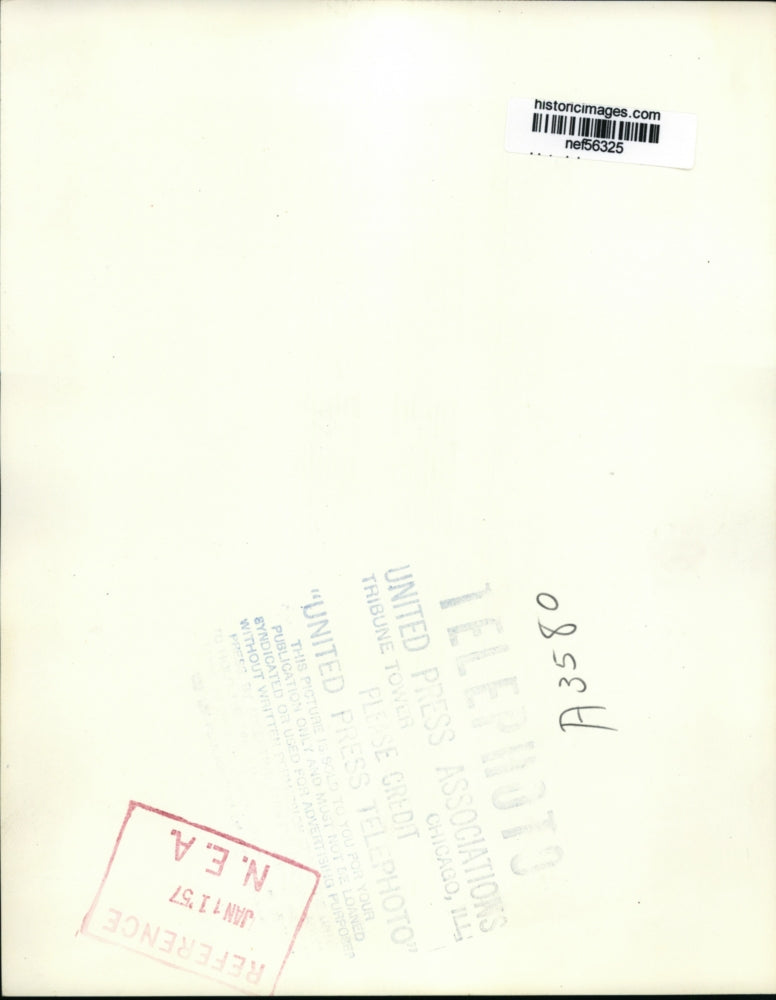 historicimages.com
nef56325
A3580
TELEPHOTO
UNITED PRESS ASSOCIATIONS
TRIBUNE TOWER CHICAGO, ILL.
PLEASE CREDIT
"UNITED PRESS TELEPHOTO"
THIS PICTURE IS SOLD TO YOU FOR YOUR
PUBLICATION ONLY AND MUST NOT BE LOANED
SYNDICATED OR USED FOR ADVERTISING PURPOSES
WITHOUT WRITTEN PERMISSION
N.E.A.
JAN 11 '57
REFERENCE